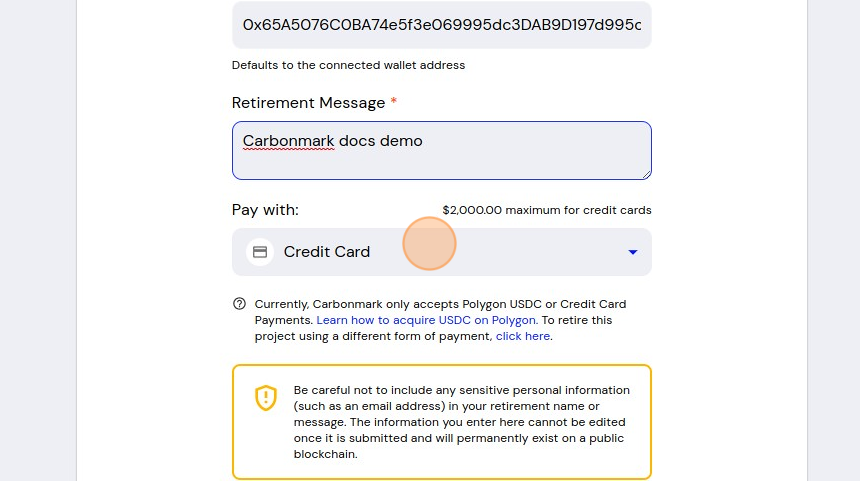 0x65A5076C0BA74e5f3e069995dc3DAB9D197d995c
Defaults to the connected wallet address
Retirement Message *
Carbonmark docs demo
Pay with:
$2,000.00 maximum for credit cards
Credit Card
Currently, Carbonmark only accepts Polygon USDC or Credit Card
Payments. Learn how to acquire USDC on Polygon. To retire this
project using a different form of payment, click here.
Be careful not to include any sensitive personal information
(such as an email address) in your retirement name or
message. The information you enter here cannot be edited
once it is submitted and will permanently exist on a public
blockchain.